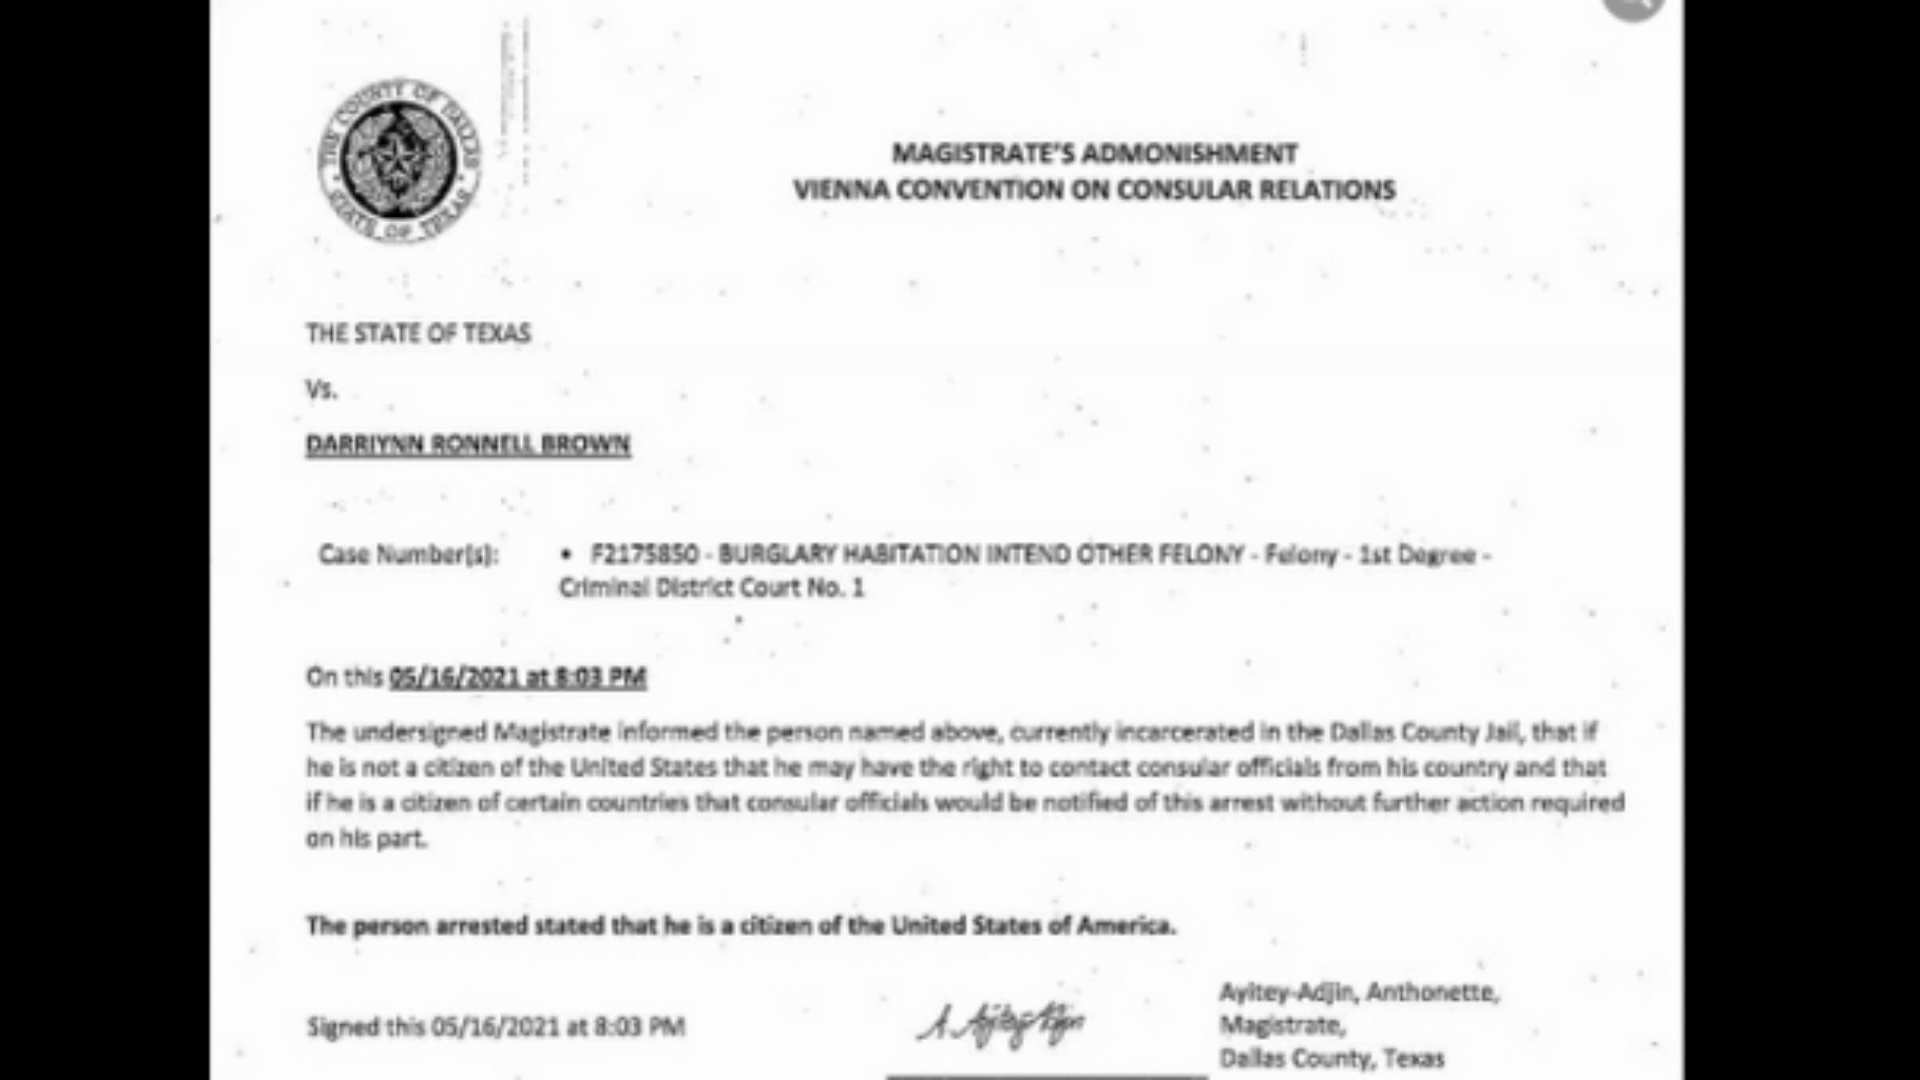 THE COUNTY OF DALLAS
STATE OF TEXAS
MAGISTRATE'S ADMONISHMENT
VIENNA CONVENTION ON CONSULAR RELATIONS
THE STATE OF TEXAS
Vs.
DARRIYNN RONNELL BROWN
Case Number(s): • F2175850 - BURGLARY HABITATION INTEND OTHER FELONY - Felony - 1st Degree -
Criminal District Court No. 1
On this 05/16/2021 at 8:03 PM
The undersigned Magistrate informed the person named above, currently incarcerated in the Dallas County Jail, that if
he is not a citizen of the United States that he may have the right to contact consular officials from his country and that
if he is a citizen of certain countries that consular officials would be notified of this arrest without further action required
on his part.
The person arrested stated that he is a citizen of the United States of America.
Signed this 05/16/2021 at 8:03 PM
Ayitey-Adjin, Anthonette,
Magistrate,
Dallas County, Texas